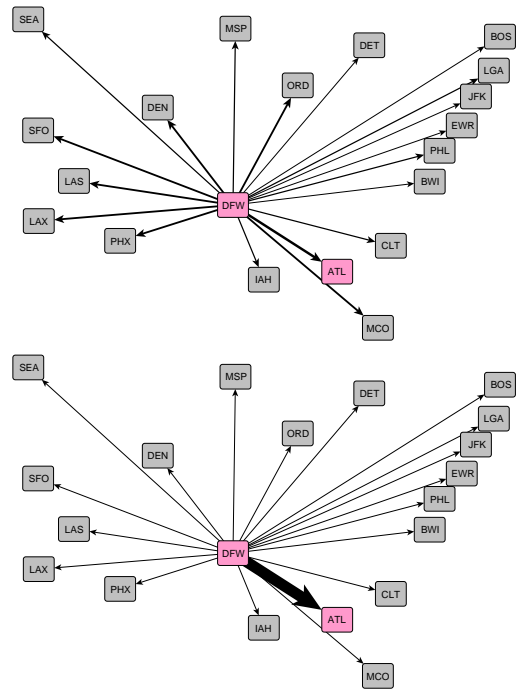 SEA
MSP
BOS
DET
LGA
ORD
JFK
DEN
EWR
SFO
PHL
LAS
BWI
DFW
LAX
PHX
CLT
ATL
IAH
MCO
SEA
MSP
BOS
DET
LGA
ORD
JFK
DEN
EWR
SFO
PHL
LAS
BWI
DFW
LAX
PHX
CLT
ATL
IAH
MCO